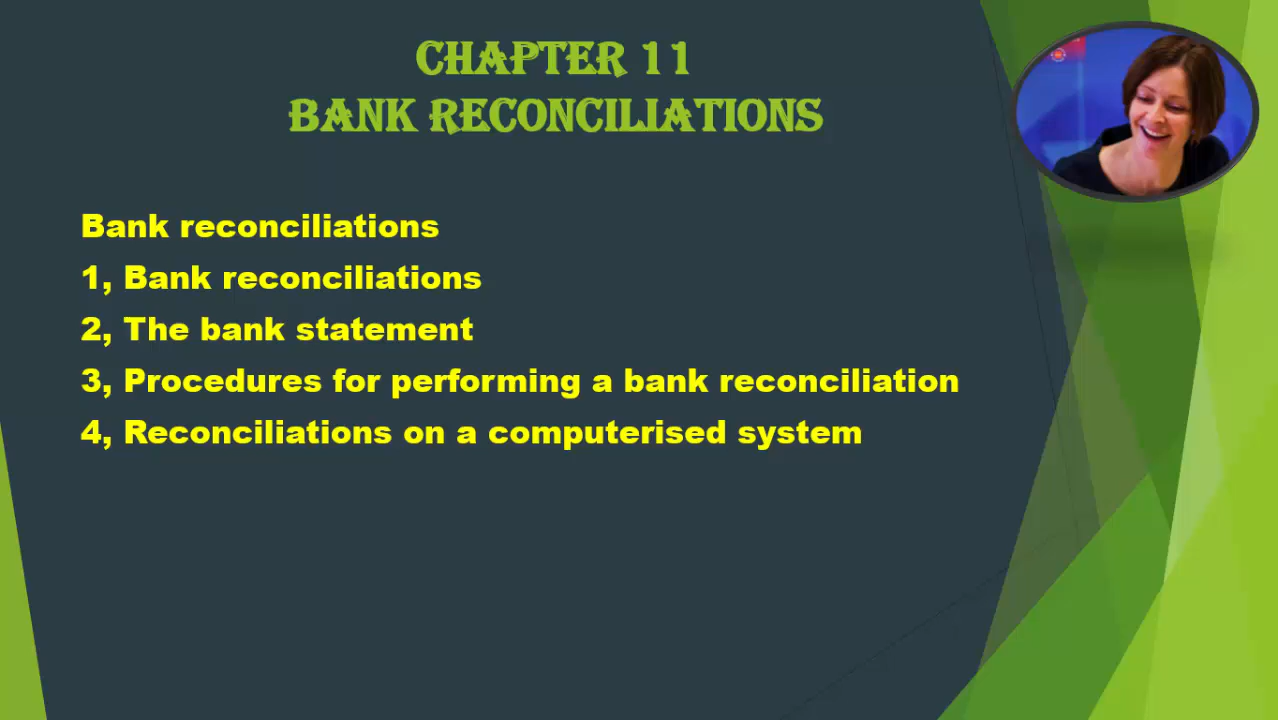 CHAPTER 11
BANK RECONCILIATIONS
Bank reconciliations
1, Bank reconciliations
2, The bank statement
3, Procedures for performing a bank reconciliation
4, Reconciliations on a computerised system